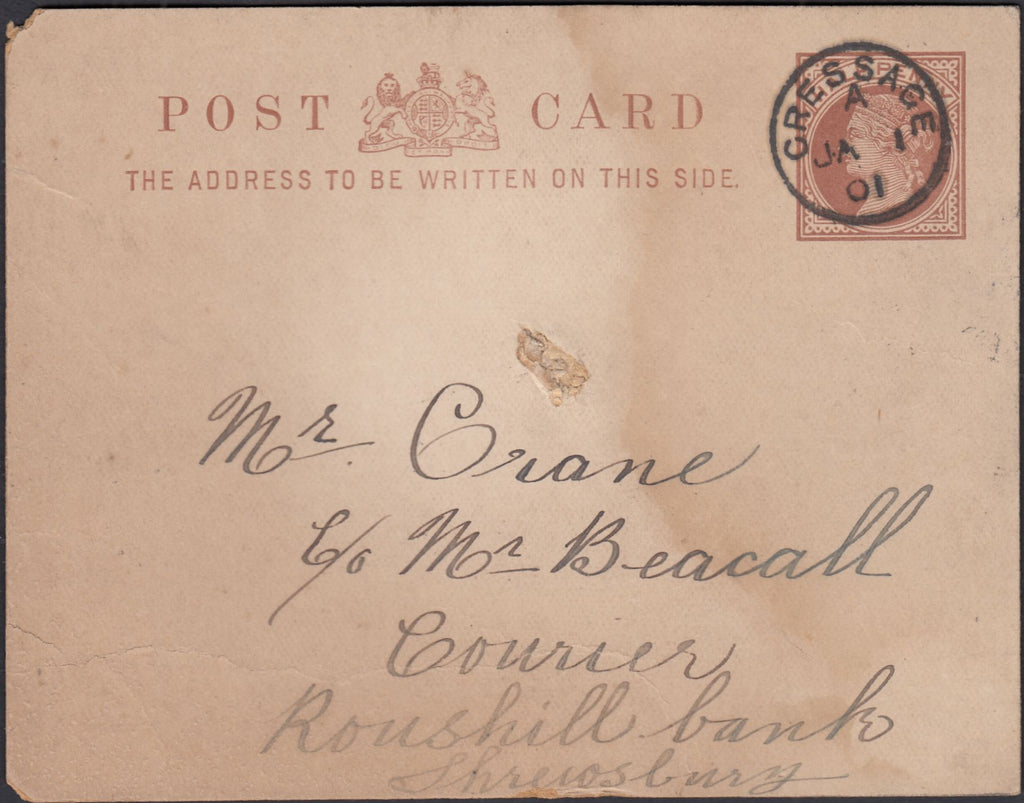 POST CARD
THE ADDRESS TO BE WRITTEN ON THIS SIDE.
CRESSAGE
A
JA 1
01
Mr. Crane
c/o Mr Beacall
Courier
Roushill bank
Shrewsbury